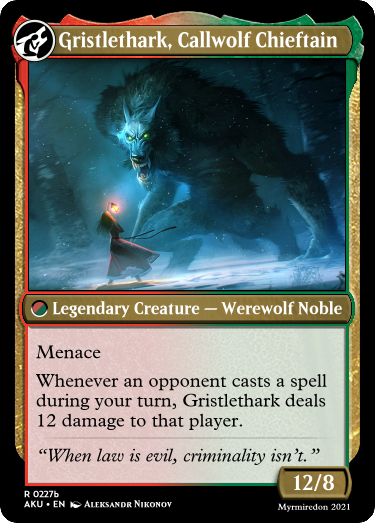 Gristlethark, Callwolf Chieftain
Legendary Creature — Werewolf Noble
Menace
Whenever an opponent casts a spell
during your turn, Gristlethark deals
12 damage to that player.
“When law is evil, criminality isn’t.”
12/8
R 0227b
AKU • EN Aleksandr Nikonov
Myrmiredon 2021